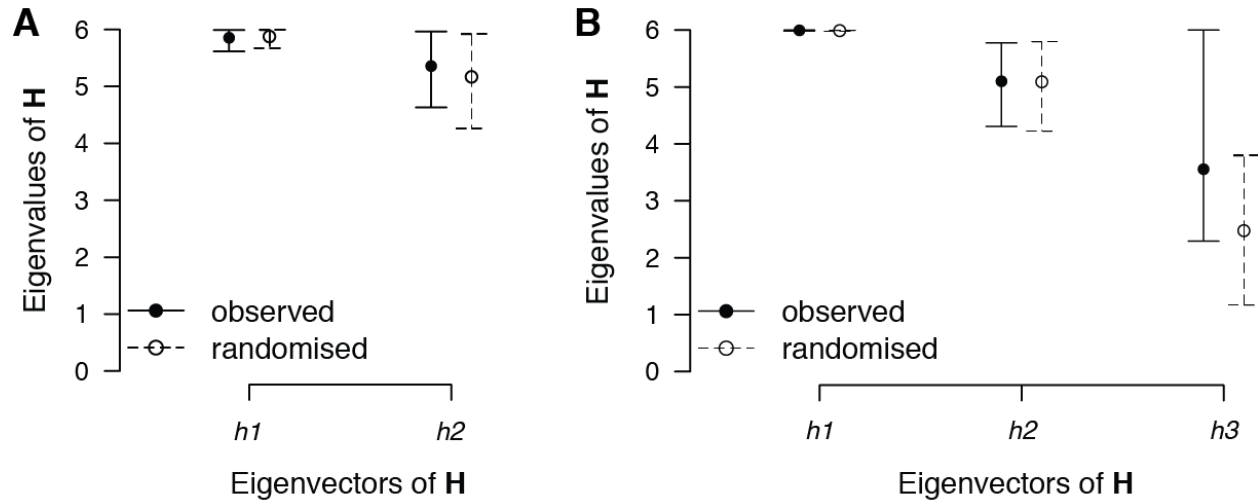 A
Eigenvalues of H
6
5
4
3
2
1
0
observed
randomised
h1
h2
Eigenvectors of H
B
Eigenvalues of H
6
5
4
3
2
1
0
observed
randomised
h1
h2
h3
Eigenvectors of H